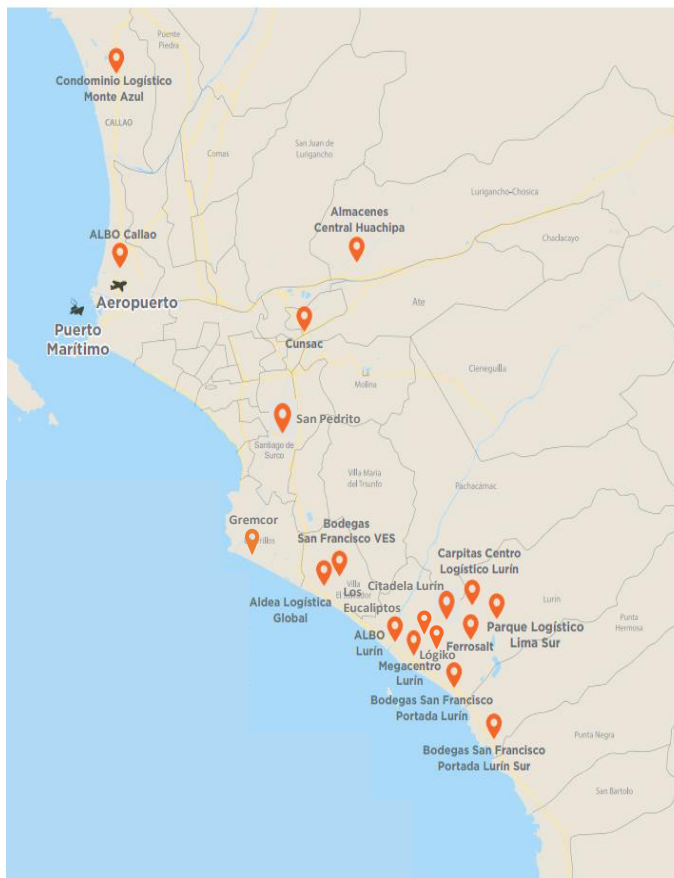 Puente
Piedra
Condominio Logístico
Monte Azul
CALLAO
San Juan de
Lurigancho
Comas
Lurigancho-Chosica
Almacenes
Central Huachipa
Chaclacayo
ALBO Callao
Aeropuerto
Ate
Puerto
Marítimo
Cunsac
La
Molina
Cieneguilla
San Pedrito
Santiago de
Surco
Villa María
del Triunfo
Pachacámac
Gremcor
Bodegas
San Francisco VES
Carpitas Centro
Logístico Lurín
Villa
Citadela Lurín
Los
Eucaliptos
Aldea Logística
Global
Lurín
Punta
Hermosa
Parque Logístico
Lima Sur
ALBO
Lurín
Ferrosalt
Lógiko
Megacentro
Lurín
Bodegas San Francisco
Portada Lurín
Bodegas San Francisco
Portada Lurín Sur
Punta Negra
San Bartolo